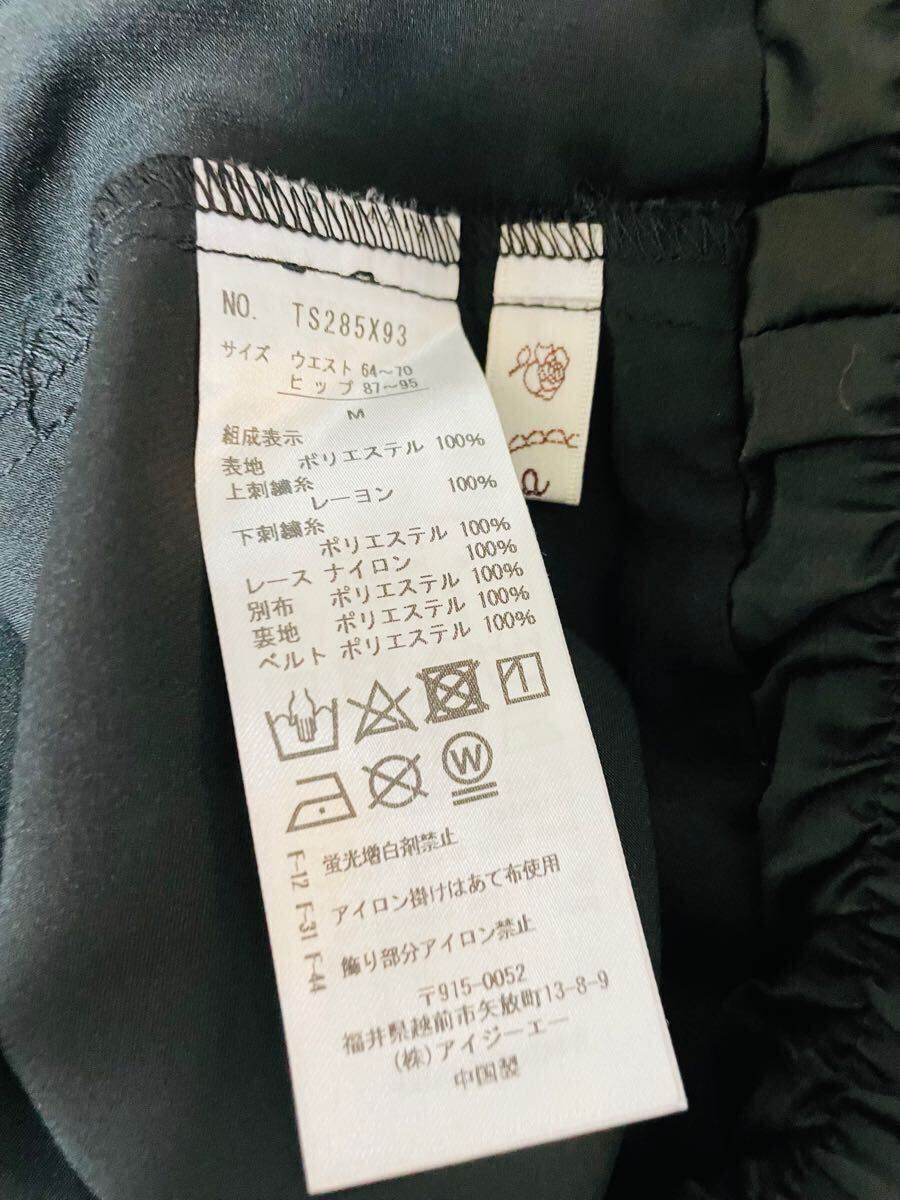 NO. TS285X93
サイズ ウエスト 64〜70
ヒップ 87〜95
M
組成表示
表地 ポリエステル 100%
上刺繍糸
レーヨン 100%
下刺繍糸
ポリエステル 100%
レース ナイロン 100%
別布 ポリエステル 100%
裏地 ポリエステル 100%
ベルト ポリエステル 100%
W
F-12 蛍光増白剤禁止
F-31 アイロン掛けはあて布使用
F-44 飾り部分アイロン禁止
〒915-0052
福井県越前市矢放町13-8-9
(株)アイジーエー
中国製